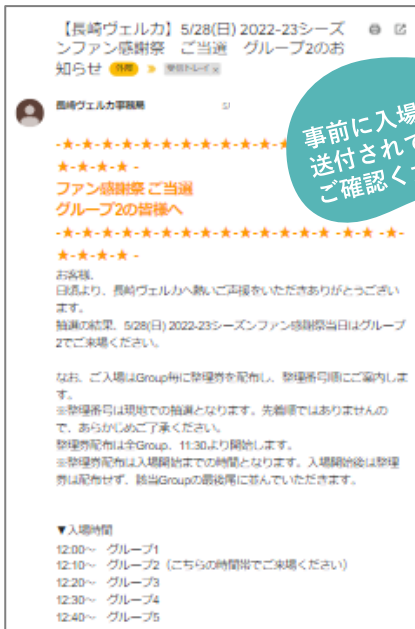 【長崎ヴェルカ】5/28(日) 2022-23シーズ
ンファン感謝祭 ご当選 グループ2のお
知らせ 外部 » 受信トレイ×
長崎ヴェルカ事務局
事前に入場
送付されて
ご確認く
-★-★-★-★-★-★-★-★-★-★-★
★-★-★-★ -
ファン感謝祭 ご当選
グループ2の皆様へ
-★-★-★-★-★-★-★-★-★-★-★-★-★-★ -★-★ -★-
★-★-★-★ -
お客様、
日頃より、長崎ヴェルカへ熱いご声援をいただきありがとうござい
ます。
抽選の結果、5/28(日) 2022-23シーズンファン感謝祭当日はグループ
2でご来場ください。
なお、ご入場はGroup毎に整理券を配布し、整理番号順にご案内しま
す。
※整理番号は現地での抽選となります。先着順ではありませんの
で、あらかじめご了承ください。
整理券配布は全Group、11:30より開始します。
※整理券配布は入場開始までの時間となります。入場開始後は整理
券は配布せず、該当Groupの最後尾に並んでいただきます。
▼入場時間
12:00～ グループ1
12:10～ グループ2（こちらの時間帯でご来場ください）
12:20～ グループ3
12:30～ グループ4
12:40～ グループ5